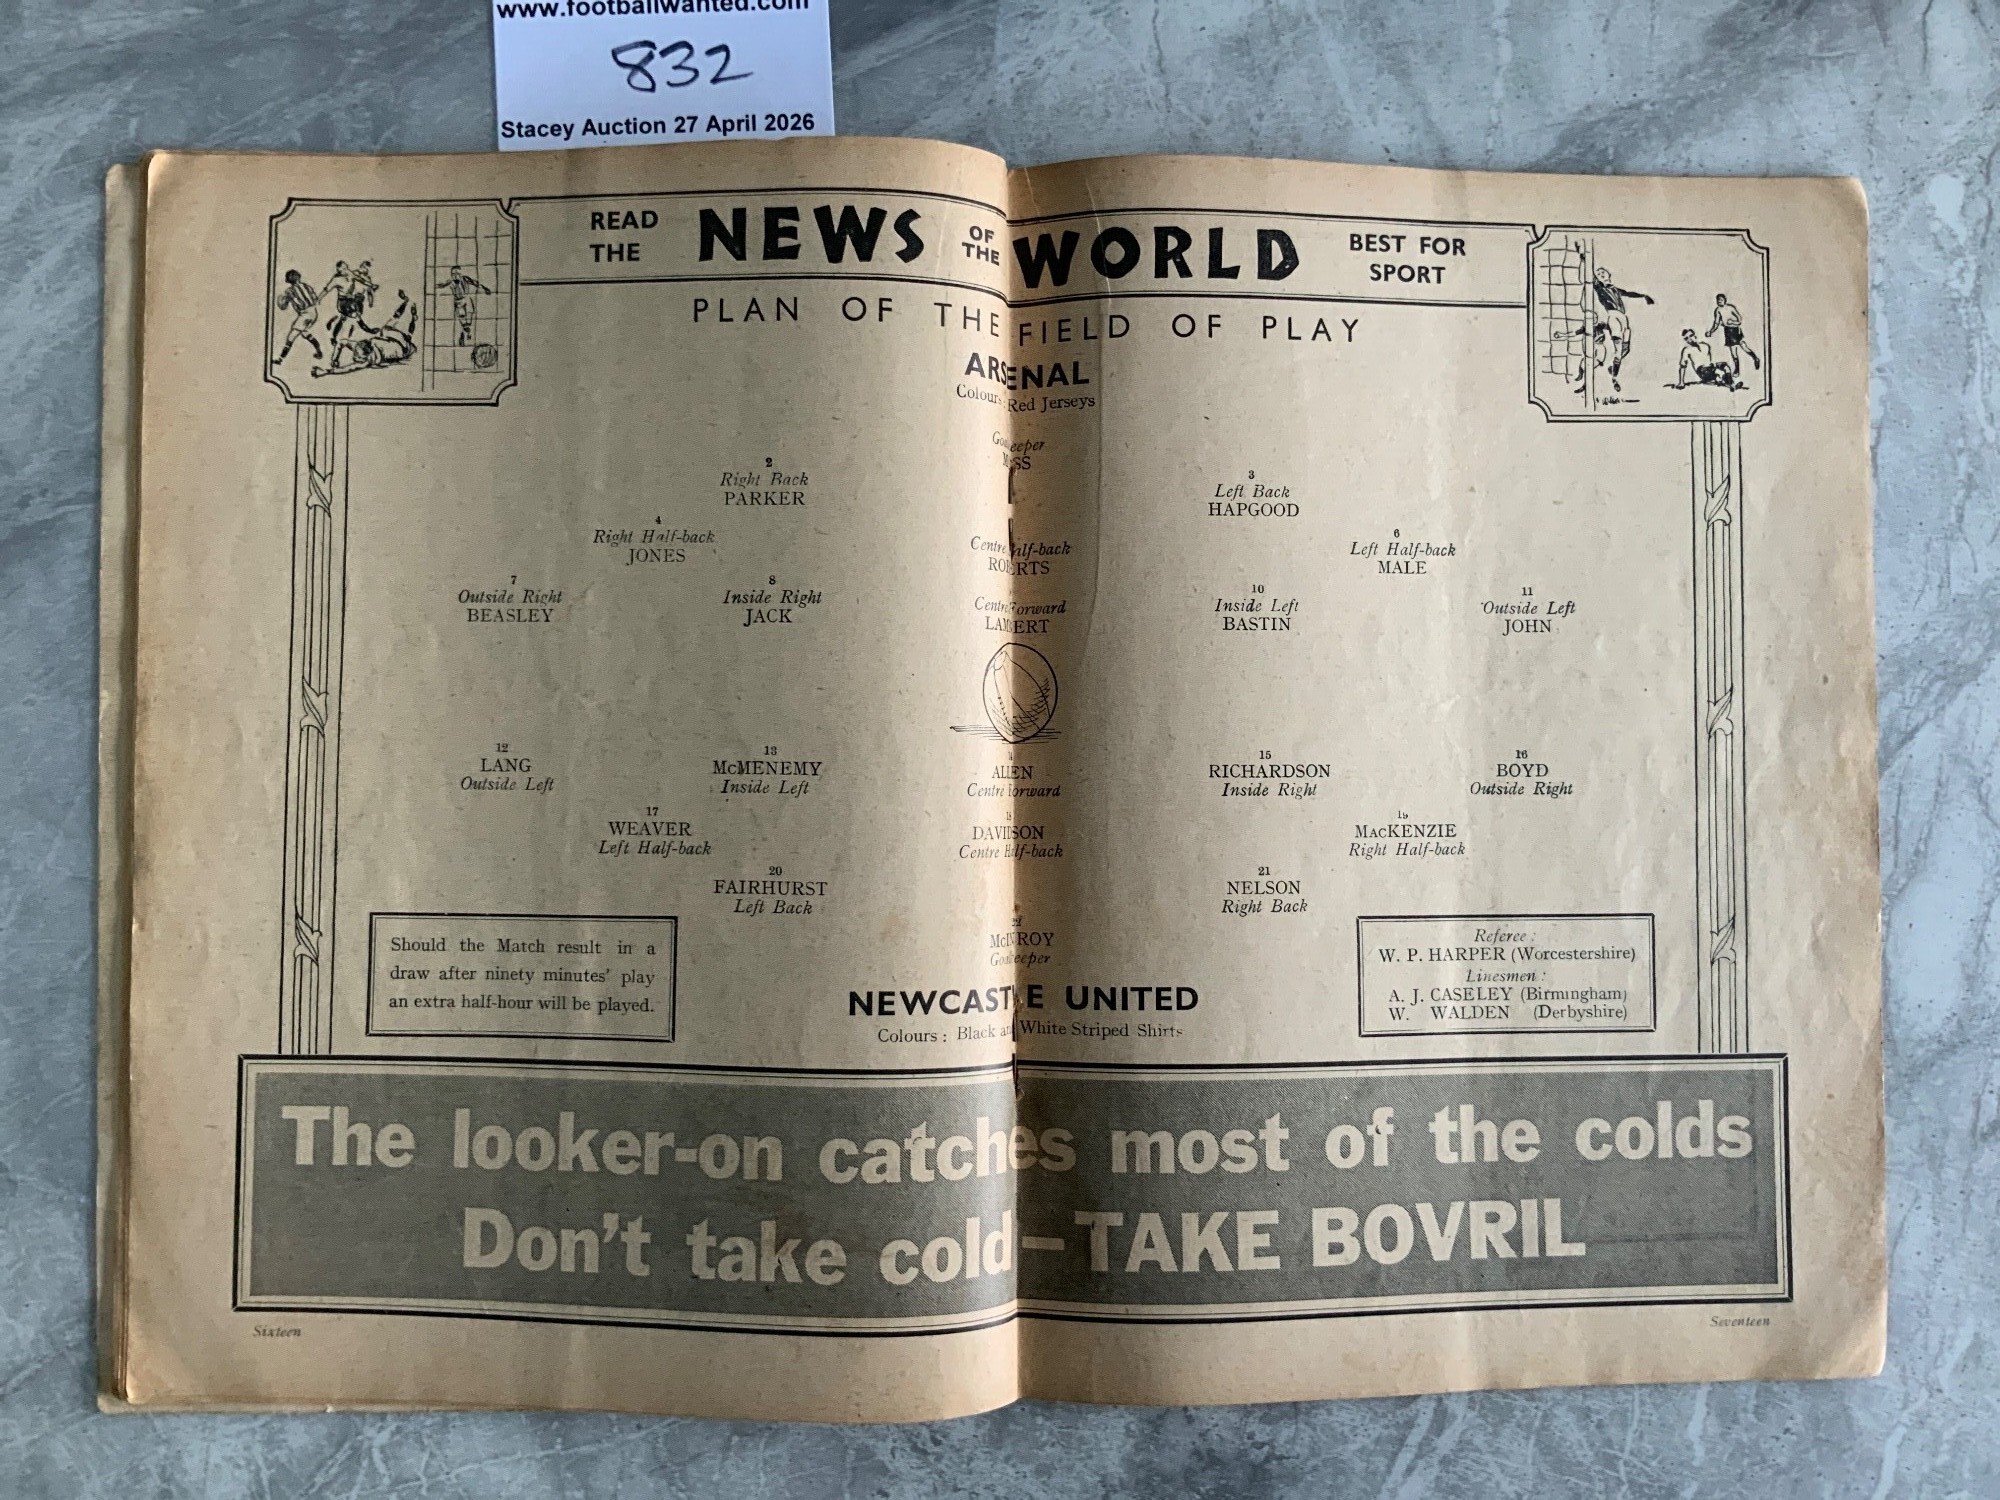 www.footballwanted.com
832
Stacey Auction 27 April 2026
READ THE NEWS OF THE WORLD BEST FOR SPORT
PLAN OF THE FIELD OF PLAY
ARSENAL
Colours: Red Jerseys
Goalkeeper
2
Right Back
PARKER
3
Left Back
HAPGOOD
4
Right Half-back
JONES
Centre Half-back
ROBERTS
6
Left Half-back
MALE
7
Outside Right
BEASLEY
8
Inside Right
JACK
Centre Forward
LAMBERT
10
Inside Left
BASTIN
11
Outside Left
JOHN
12
LANG
Outside Left
13
McMENEMY
Inside Left
ALLEN
Centre Forward
15
RICHARDSON
Inside Right
16
BOYD
Outside Right
17
WEAVER
Left Half-back
DAVIDSON
Centre Half-back
19
MacKENZIE
Right Half-back
20
FAIRHURST
Left Back
21
NELSON
Right Back
22
McINROY
Goalkeeper
NEWCASTLE UNITED
Colours : Black and White Striped Shirts
Should the Match result in a
draw after ninety minutes' play
an extra half-hour will be played.
Referee :
W. P. HARPER (Worcestershire)
Linesmen :
A. J. CASELEY (Birmingham)
W. WALDEN (Derbyshire)
The looker-on catches most of the colds
Don't take cold — TAKE BOVRIL
Sixteen
Seventeen